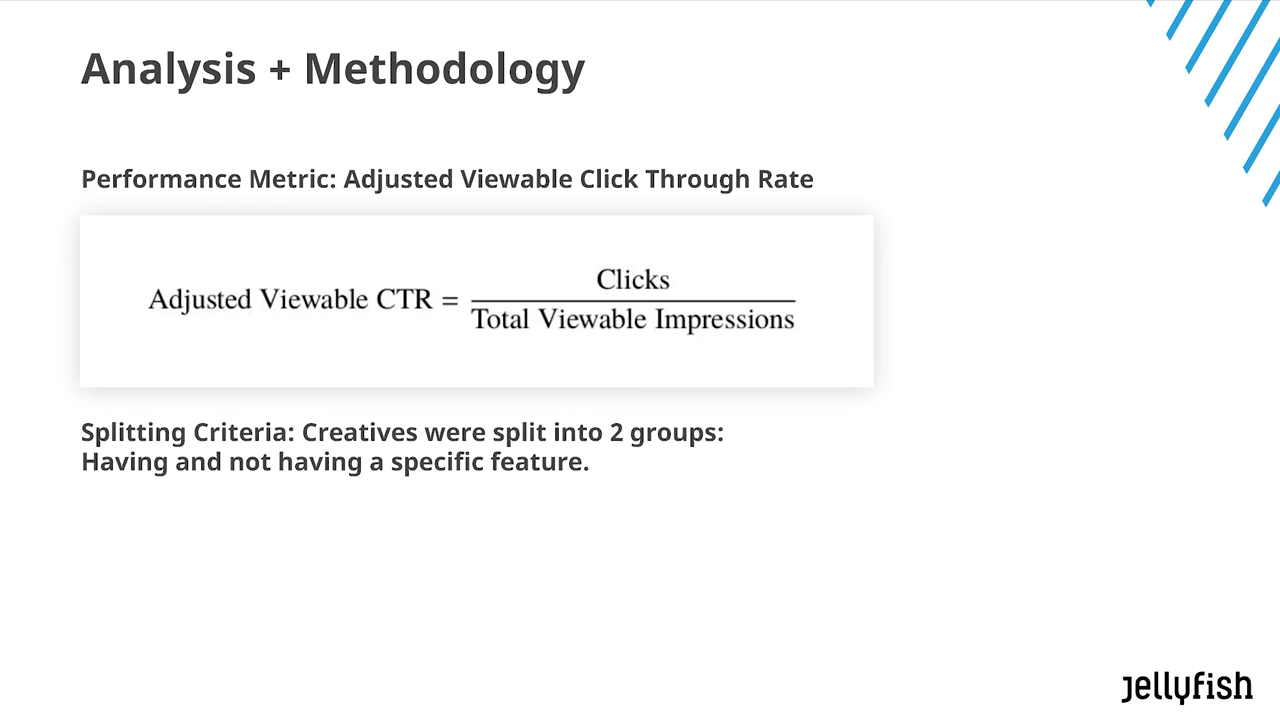 Analysis + Methodology
Performance Metric: Adjusted Viewable Click Through Rate
Adjusted Viewable CTR = Clicks
Total Viewable Impressions
Splitting Criteria: Creatives were split into 2 groups:
Having and not having a specific feature.
Jellyfish